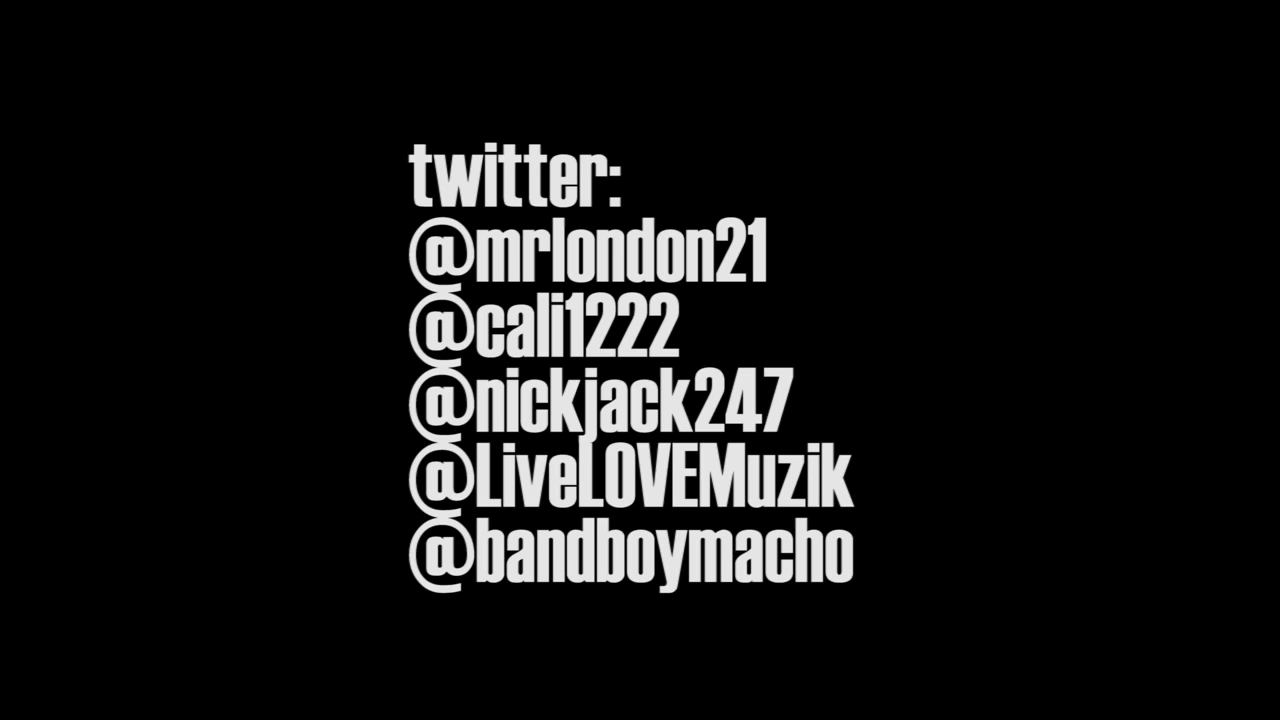 twitter:
@mrlondon21
@cali1222
@nickjack247
@LiveLOVEMuzik
@bandboymacho